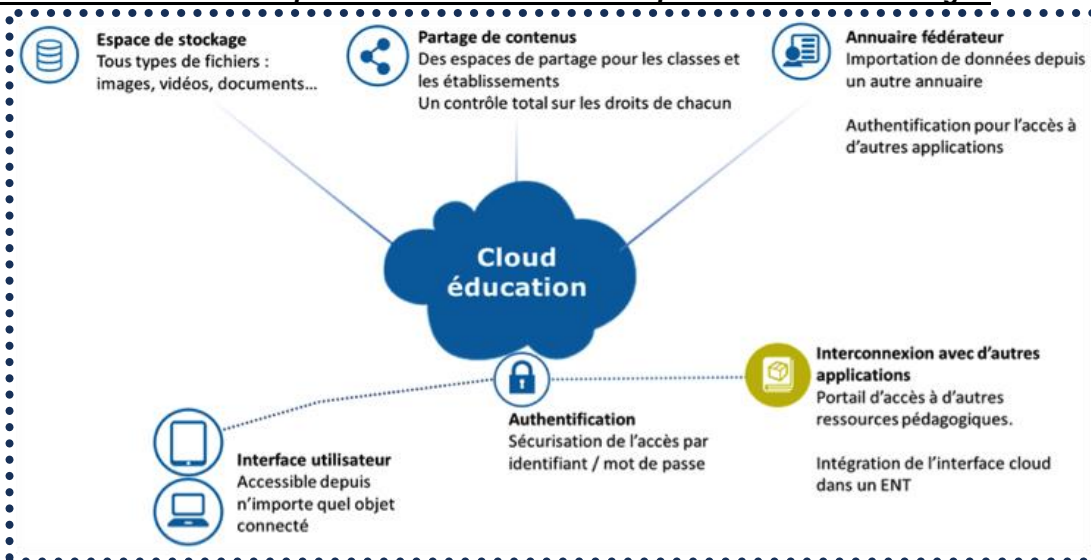 Espace de stockage
Tous types de fichiers :
images, vidéos, documents…
Partage de contenus
Des espaces de partage pour les classes et
les établissements
Un contrôle total sur les droits de chacun
Annuaire fédérateur
Importation de données depuis
un autre annuaire
Authentification pour l'accès à
d'autres applications
Cloud
éducation
Interconnexion avec d'autres
applications
Portail d'accès à d'autres
ressources pédagogiques.
Intégration de l'interface cloud
dans un ENT
Authentification
Sécurisation de l'accès par
identifiant / mot de passe
Interface utilisateur
Accessible depuis
n'importe quel objet
connecté